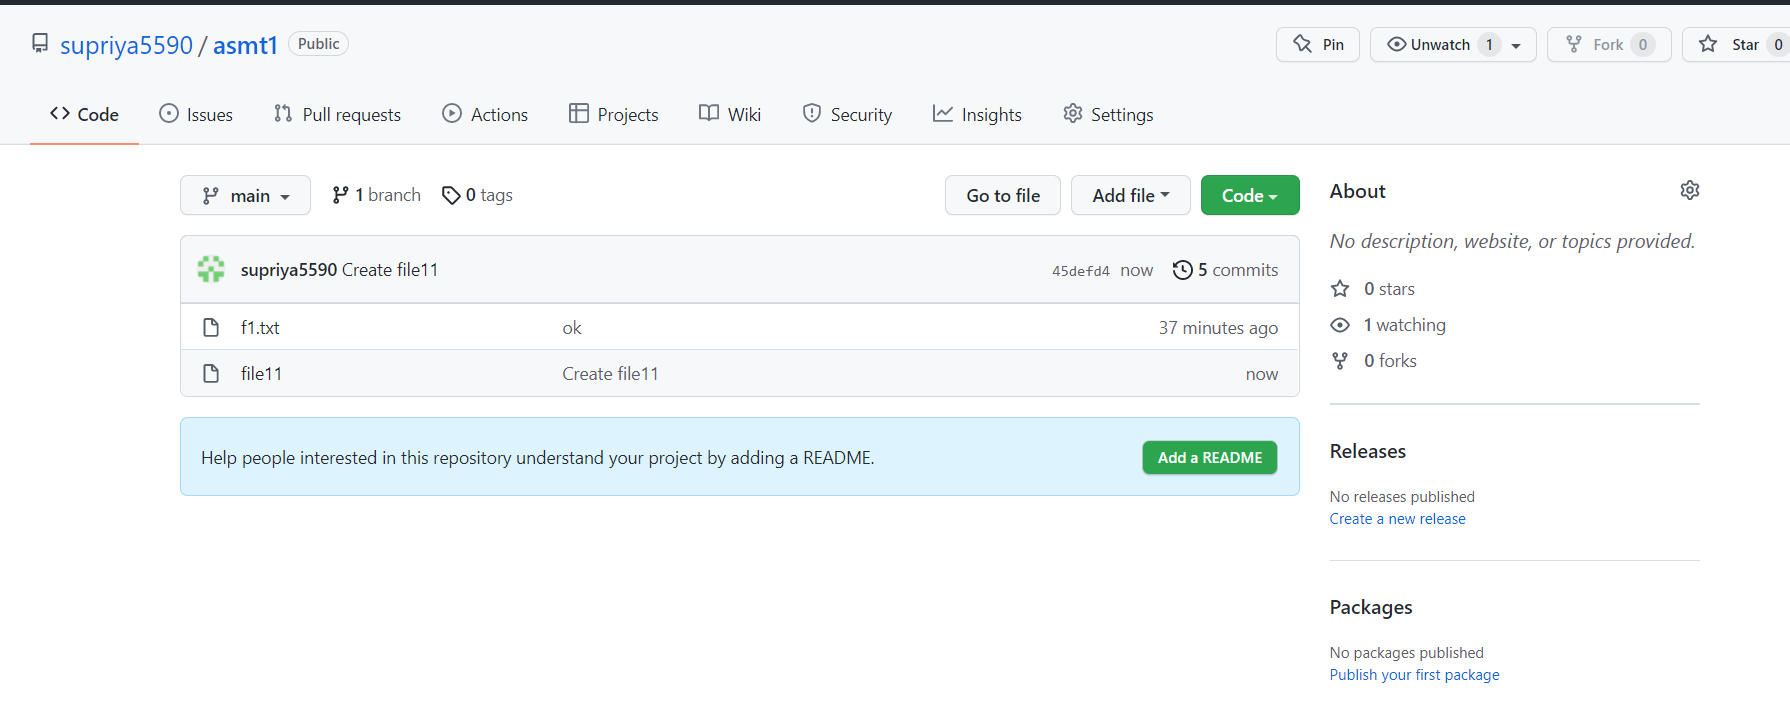 supriya5590 / asmt1 Public
Pin
Unwatch 1
Fork 0
Star 0
Code Issues Pull requests Actions Projects Wiki Security Insights Settings
main 1 branch 0 tags
Go to file Add file Code
supriya5590 Create file11 45defd4 now 5 commits
f1.txt ok 37 minutes ago
file11 Create file11 now
Help people interested in this repository understand your project by adding a README. Add a README
About
No description, website, or topics provided.
0 stars
1 watching
0 forks
Releases
No releases published
Create a new release
Packages
No packages published
Publish your first package